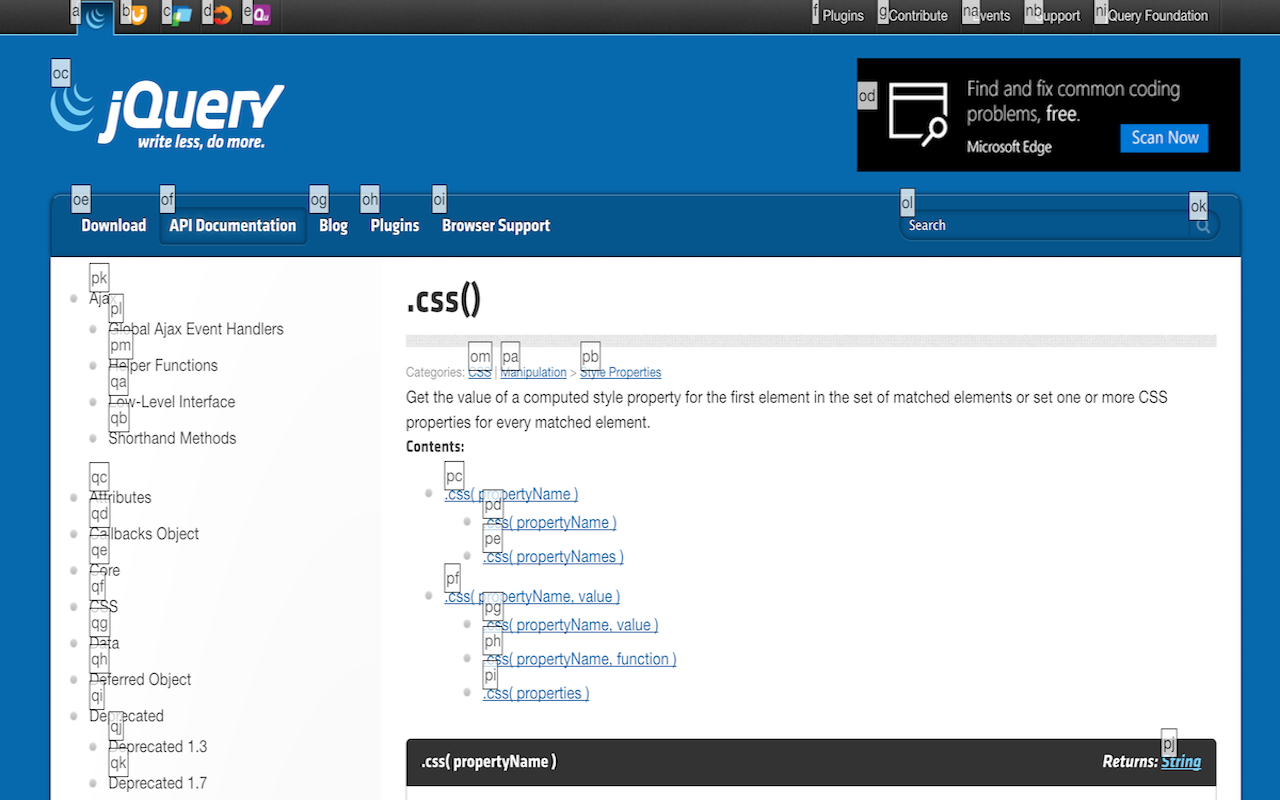 a
b
c
d
e
f Plugins
g Contribute
na Events
nb Support
ni jQuery Foundation
oc
jQuery
write less, do more.
od
Find and fix common coding
problems, free.
Microsoft Edge
Scan Now
oe
of
og
oh
oi
ol
ok
Download
API Documentation
Blog
Plugins
Browser Support
Search
pk
Ajax
pl
Global Ajax Event Handlers
pm
Helper Functions
qa
Low-Level Interface
qb
Shorthand Methods
qc
Attributes
qd
Callbacks Object
qe
Core
qf
CSS
qg
Data
qh
Deferred Object
qi
Deprecated
qj
Deprecated 1.3
qk
Deprecated 1.7
.css()
om
pa
pb
Categories: CSS | Manipulation > Style Properties
Get the value of a computed style property for the first element in the set of matched elements or set one or more CSS
properties for every matched element.
Contents:
pc
.css( propertyName )
pd
.css( propertyName )
pe
.css( propertyNames )
pf
.css( propertyName, value )
pg
.css( propertyName, value )
ph
.css( propertyName, function )
pi
.css( properties )
pj
.css( propertyName )
Returns: String